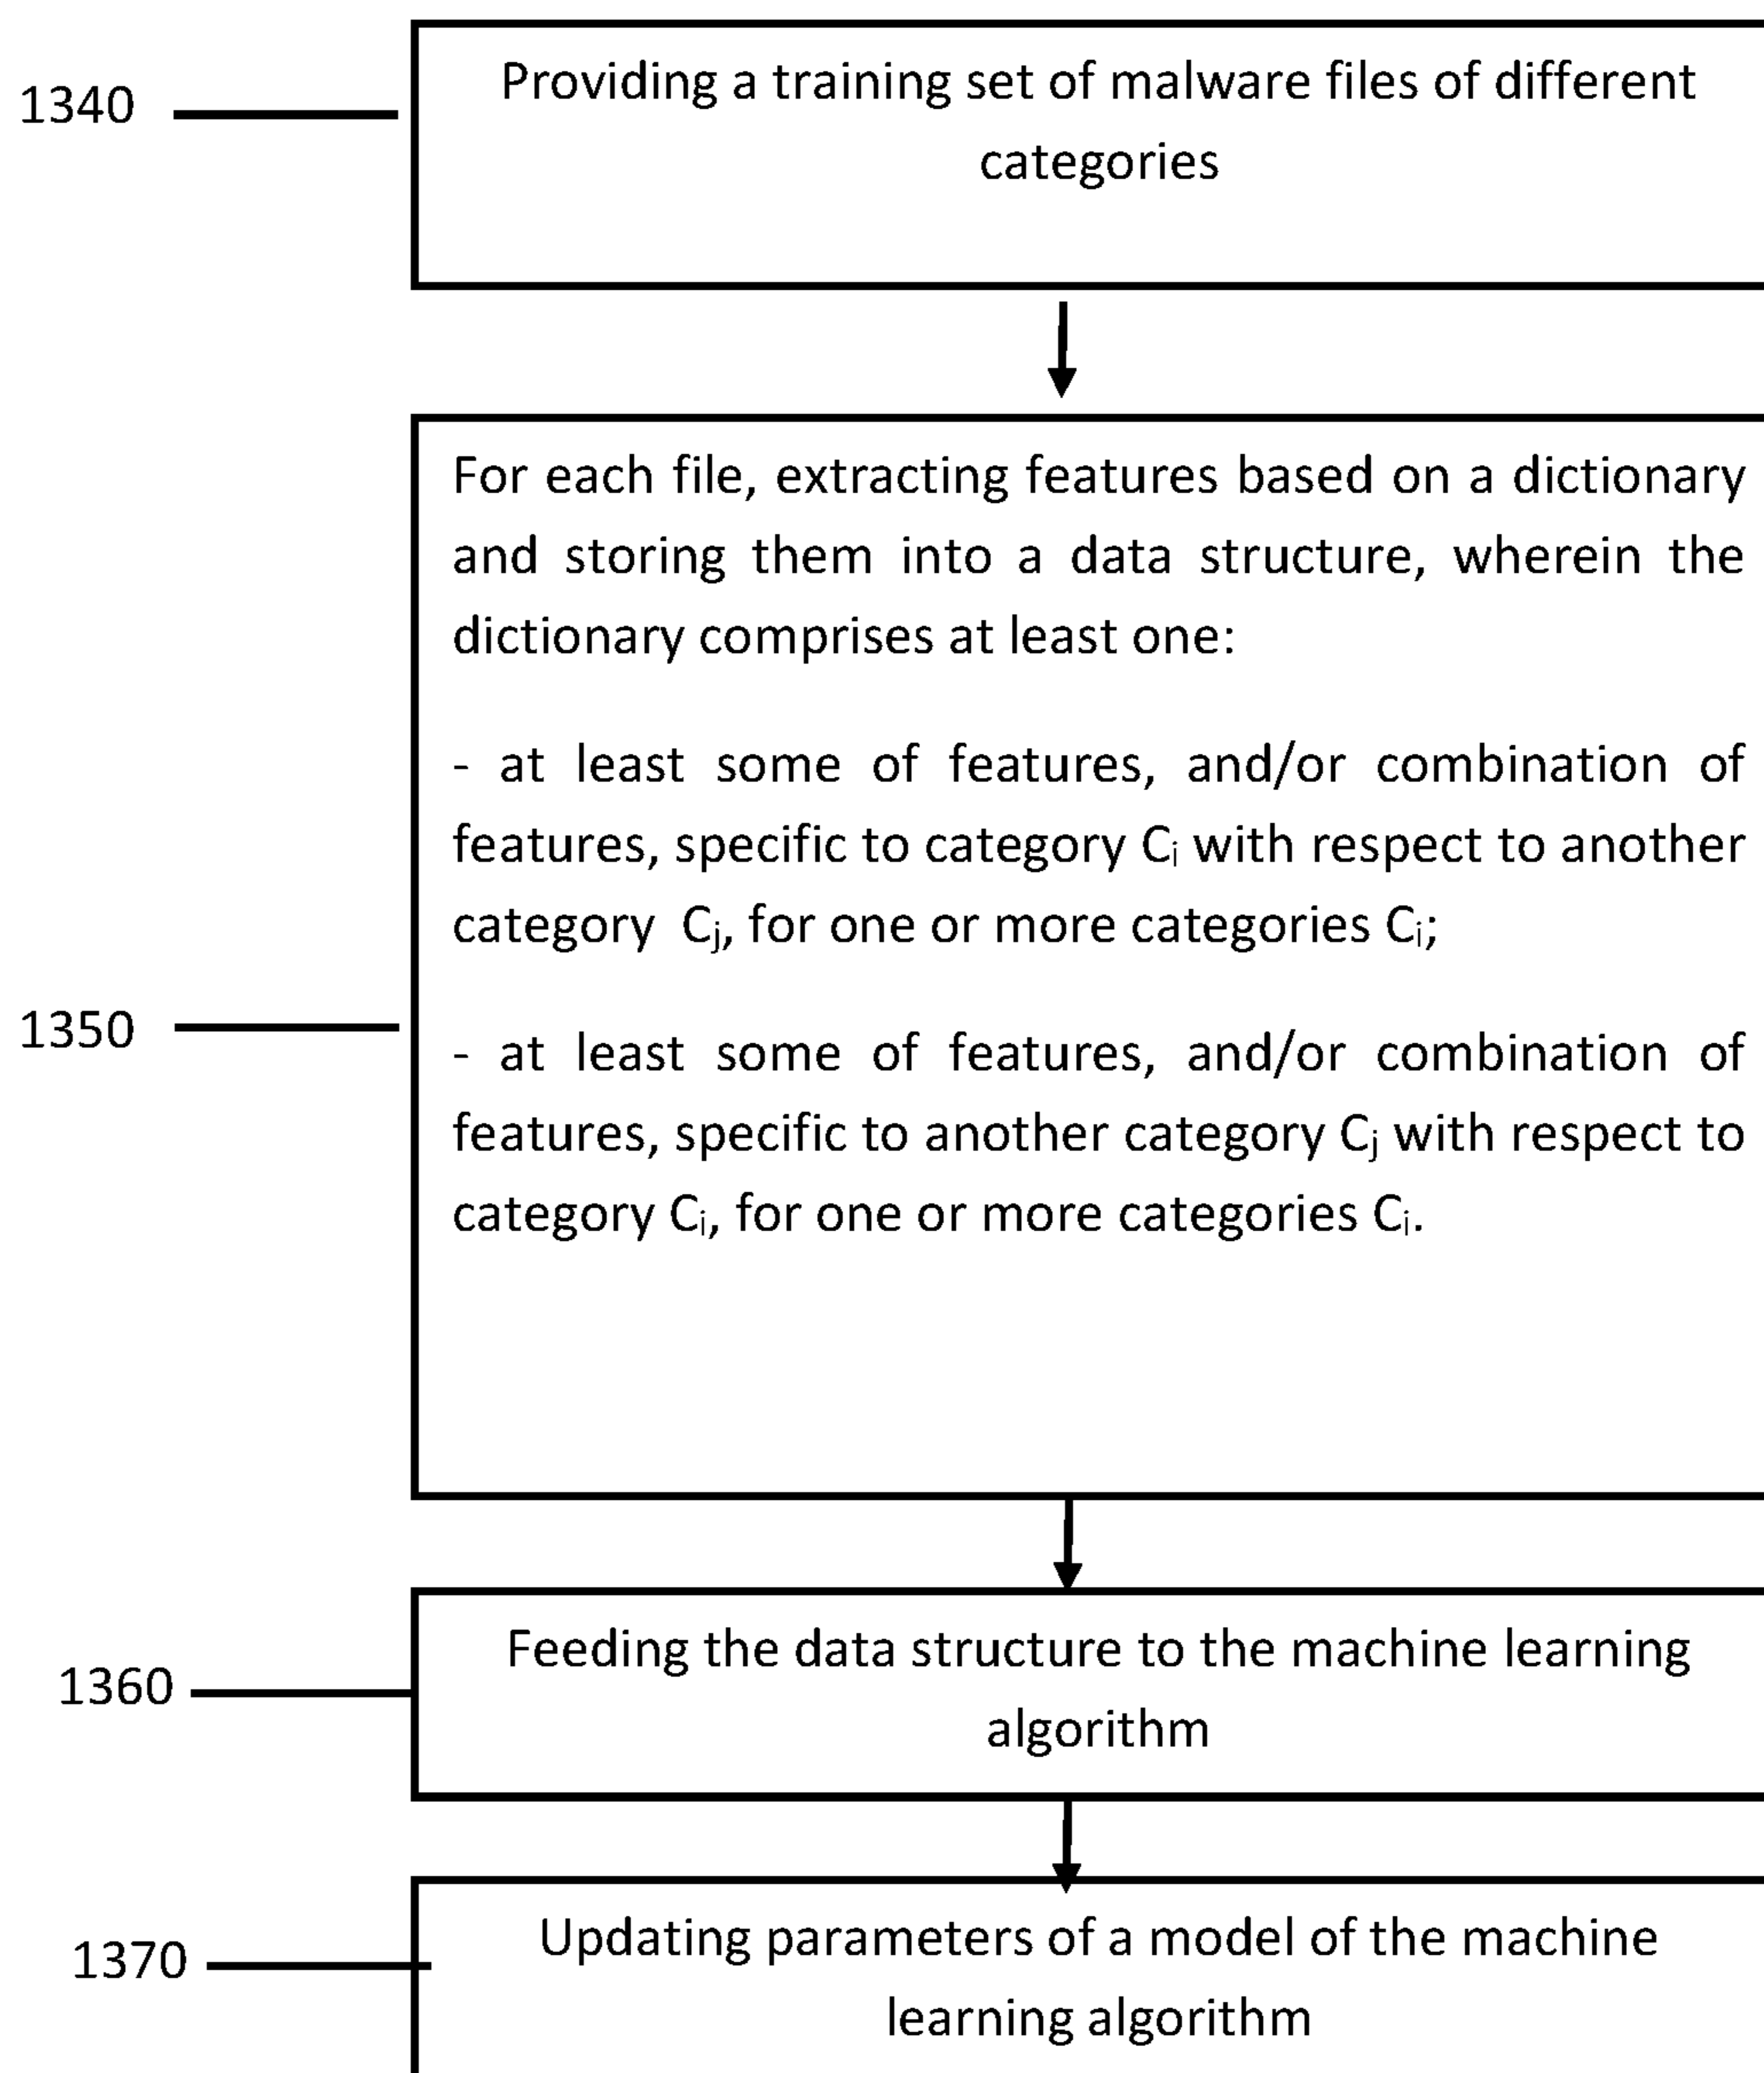 1340
Providing a training set of malware files of different
categories
For each file, extracting features based on a dictionary
and storing them into a data structure, wherein the
dictionary comprises at least one:
- at least some of features, and/or combination of
features, specific to category Cᵢ with respect to another
category Cⱼ, for one or more categories Cᵢ;
1350
- at least some of features, and/or combination of
features, specific to another category Cⱼ with respect to
category Cᵢ, for one or more categories Cᵢ.
Feeding the data structure to the machine learning
1360
algorithm
Updating parameters of a model of the machine
1370
learning algorithm